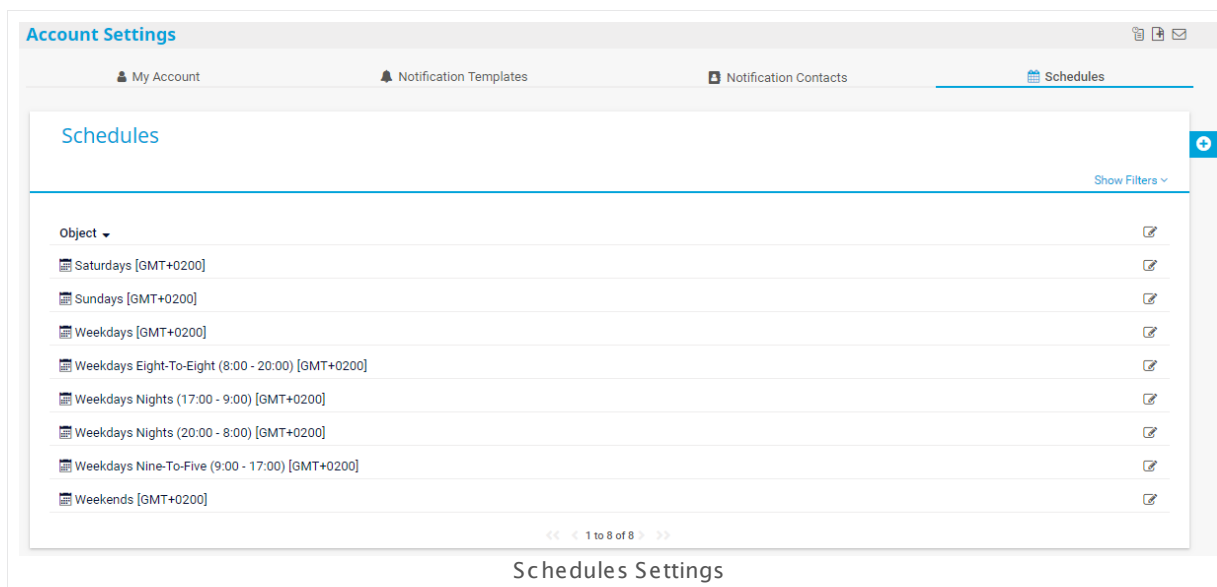 Account Settings
My Account
Notification Templates
Notification Contacts
Schedules
Schedules
Show Filters
Object
Saturdays [GMT+0200]
Sundays [GMT+0200]
Weekdays [GMT+0200]
Weekdays Eight-To-Eight (8:00 - 20:00) [GMT+0200]
Weekdays Nights (17:00 - 9:00) [GMT+0200]
Weekdays Nights (20:00 - 8:00) [GMT+0200]
Weekdays Nine-To-Five (9:00 - 17:00) [GMT+0200]
Weekends [GMT+0200]
1 to 8 of 8
Schedules Settings